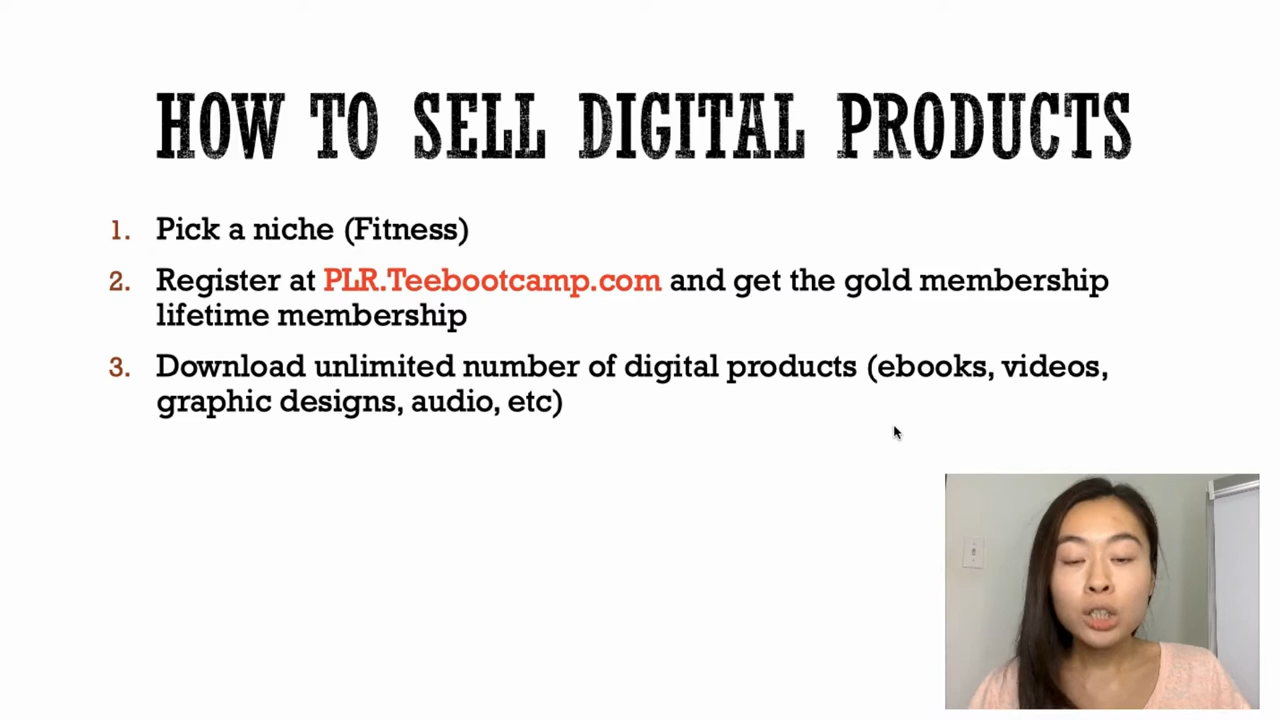 HOW TO SELL DIGITAL PRODUCTS
1. Pick a niche (Fitness)
2. Register at PLR.Teebootcamp.com and get the gold membership
lifetime membership
3. Download unlimited number of digital products (ebooks, videos,
graphic designs, audio, etc)